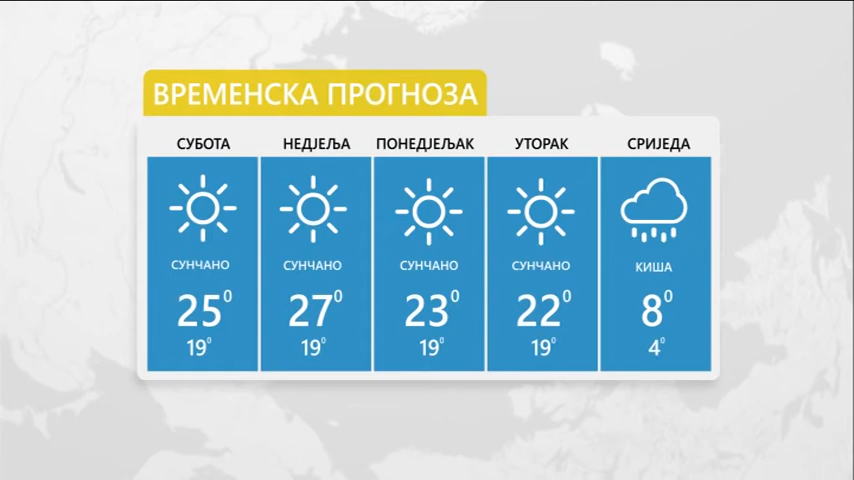 ВРЕМЕНСКА ПРОГНОЗА
СУБОТА НЕДЈЕЉА ПОНЕДЈЕЉАК УТОРАК СРИЈЕДА
СУНЧАНО СУНЧАНО СУНЧАНО СУНЧАНО КИША
25⁰ 27⁰ 23⁰ 22⁰ 8⁰
19⁰ 19⁰ 19⁰ 19⁰ 4⁰